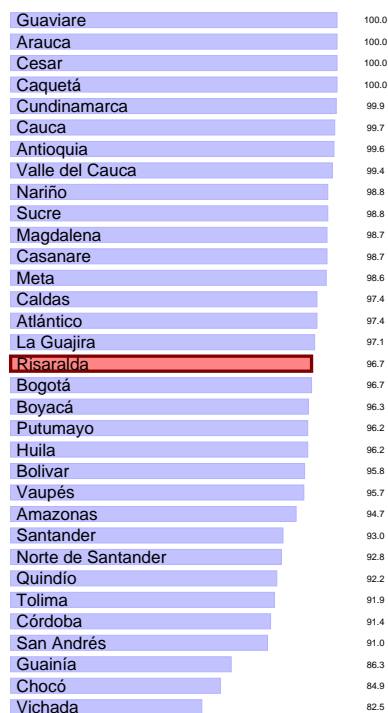 Guaviare 100.0
Arauca 100.0
Cesar 100.0
Caquetá 100.0
Cundinamarca 99.9
Cauca 99.7
Antioquia 99.6
Valle del Cauca 99.4
Nariño 98.8
Sucre 98.8
Magdalena 98.7
Casanare 98.7
Meta 98.6
Caldas 97.4
Atlántico 97.4
La Guajira 97.1
Risaralda 96.7
Bogotá 96.7
Boyacá 96.3
Putumayo 96.2
Huila 96.2
Bolivar 95.8
Vaupés 95.7
Amazonas 94.7
Santander 93.0
Norte de Santander 92.8
Quindío 92.2
Tolima 91.9
Córdoba 91.4
San Andrés 91.0
Guainía 86.3
Chocó 84.9
Vichada 82.5